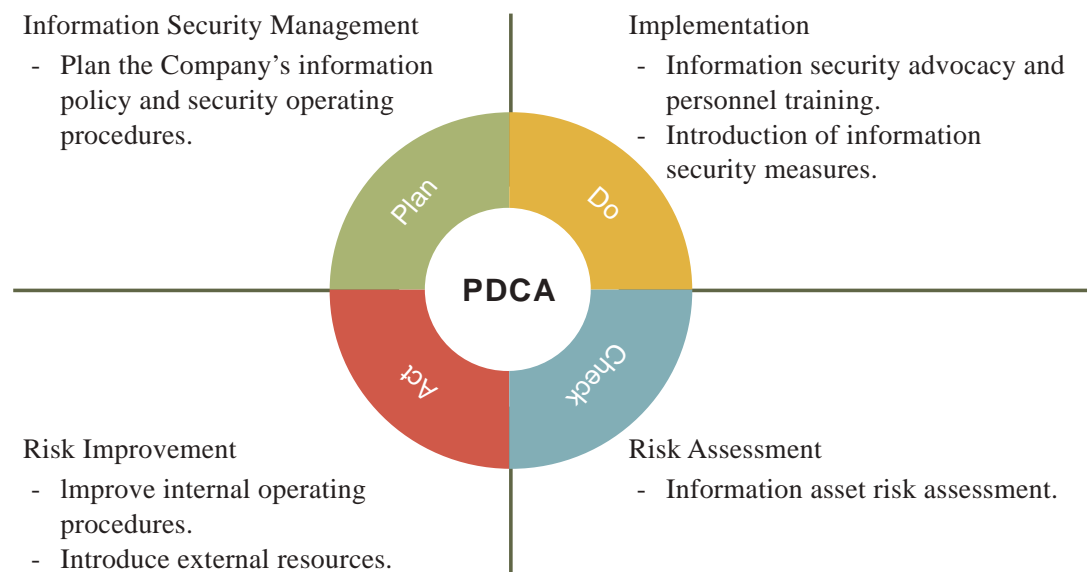 Information Security Management
- Plan the Company’s information
policy and security operating
procedures.
Implementation
- Information security advocacy and
personnel training.
- Introduction of information
security measures.
Plan
Do
PDCA
Act
Check
Risk Improvement
- lmprove internal operating
procedures.
- Introduce external resources.
Risk Assessment
- Information asset risk assessment.